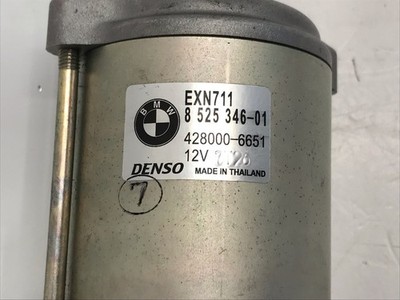 BMW
EXN711
8 525 346-01
428000-6651
12V
DENSO
MADE IN THAILAND
7